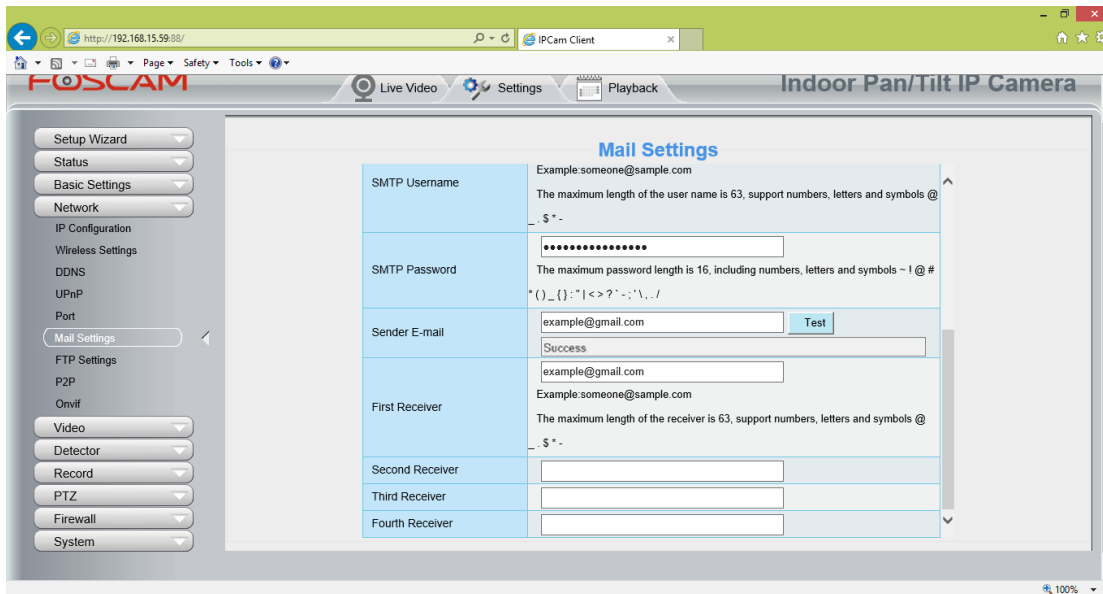 http://192.168.15.59:88/
IPCam Client
Page Safety Tools
FOSCAM
Live Video
Settings
Playback
Indoor Pan/Tilt IP Camera
Setup Wizard
Status
Basic Settings
Network
IP Configuration
Wireless Settings
DDNS
UPnP
Port
Mail Settings
FTP Settings
P2P
Onvif
Video
Detector
Record
PTZ
Firewall
System
Mail Settings
SMTP Username
Example:someone@sample.com
The maximum length of the user name is 63, support numbers, letters and symbols @
_ . $ * -
SMTP Password
••••••••••••••••
The maximum password length is 16, including numbers, letters and symbols ~ ! @ #
* ( ) _ { } : " | < > ? ` - ; ' \ , . /
Sender E-mail
example@gmail.com
Test
Success
First Receiver
example@gmail.com
Example:someone@sample.com
The maximum length of the receiver is 63, support numbers, letters and symbols @
_ . $ * -
Second Receiver
Third Receiver
Fourth Receiver
100%